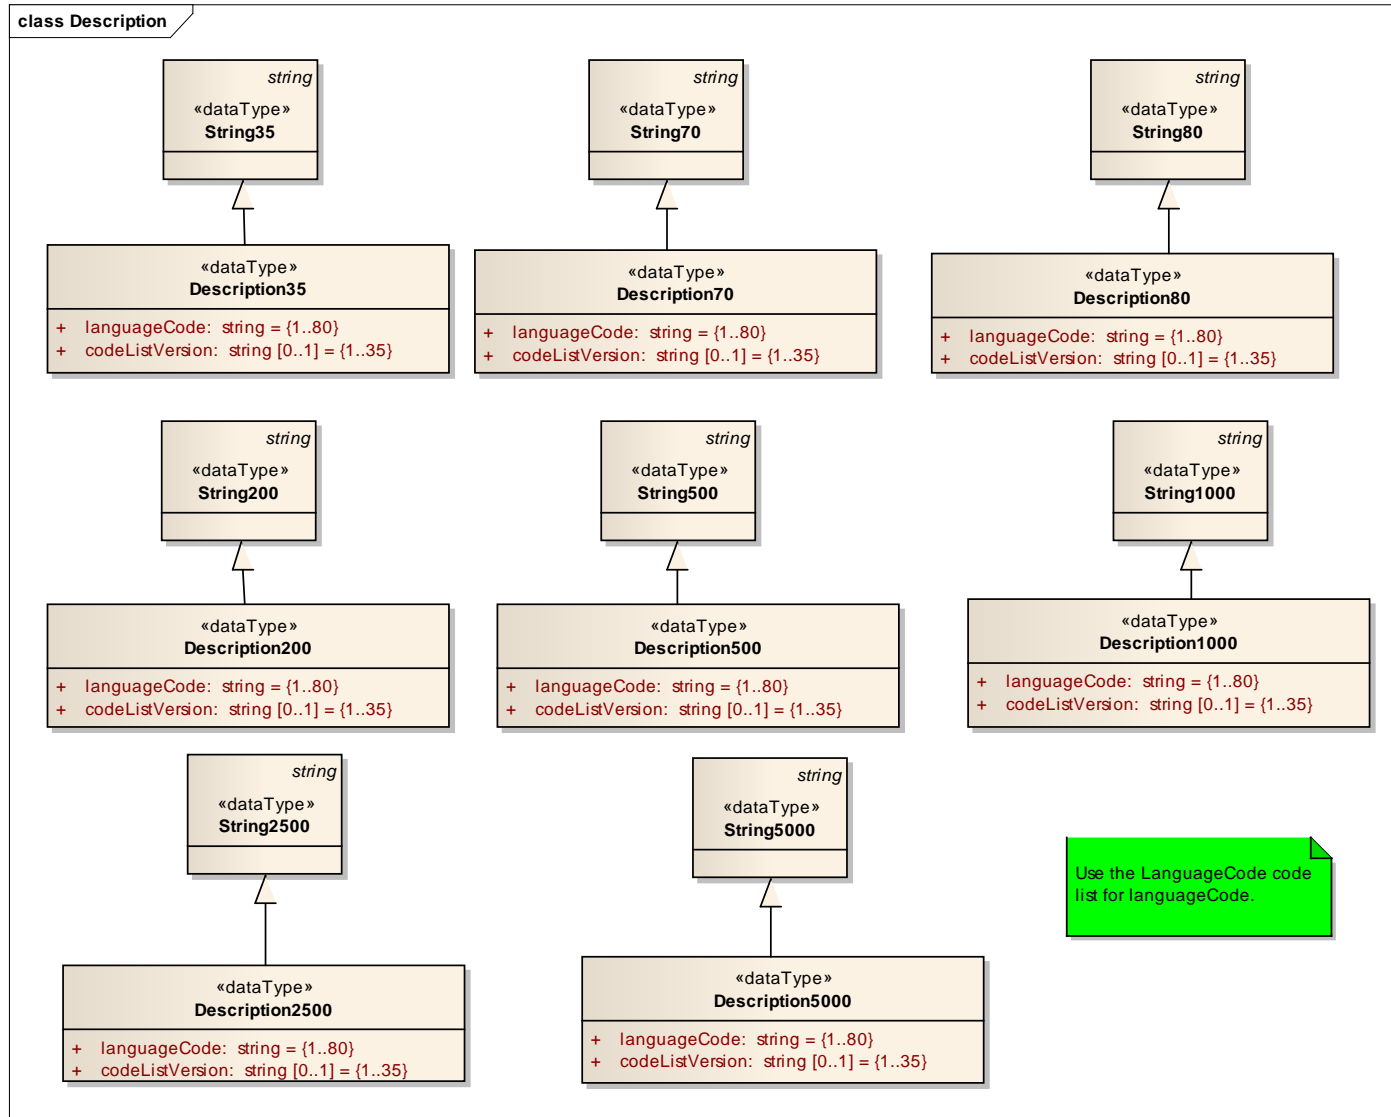 class Description
string
«dataType»
String35
string
«dataType»
String70
string
«dataType»
String80
«dataType»
Description35
+ languageCode: string = {1..80}
+ codeListVersion: string [0..1] = {1..35}
«dataType»
Description70
+ languageCode: string = {1..80}
+ codeListVersion: string [0..1] = {1..35}
«dataType»
Description80
+ languageCode: string = {1..80}
+ codeListVersion: string [0..1] = {1..35}
string
«dataType»
String200
string
«dataType»
String500
string
«dataType»
String1000
«dataType»
Description200
+ languageCode: string = {1..80}
+ codeListVersion: string [0..1] = {1..35}
«dataType»
Description500
+ languageCode: string = {1..80}
+ codeListVersion: string [0..1] = {1..35}
«dataType»
Description1000
+ languageCode: string = {1..80}
+ codeListVersion: string [0..1] = {1..35}
string
«dataType»
String2500
string
«dataType»
String5000
Use the LanguageCode code
list for languageCode.
«dataType»
Description2500
+ languageCode: string = {1..80}
+ codeListVersion: string [0..1] = {1..35}
«dataType»
Description5000
+ languageCode: string = {1..80}
+ codeListVersion: string [0..1] = {1..35}